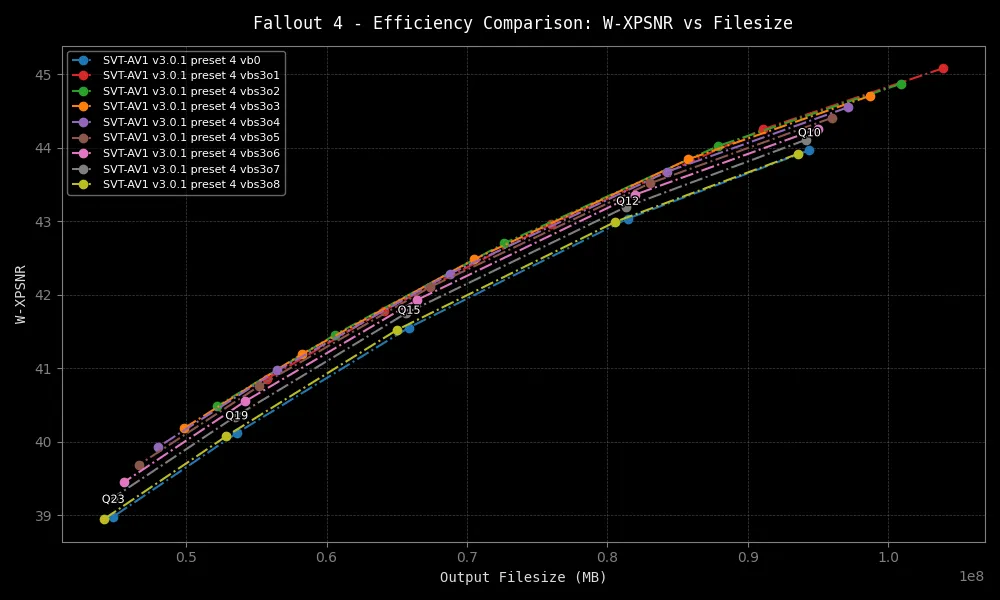 Fallout 4 - Efficiency Comparison: W-XPSNR vs Filesize
SVT-AV1 v3.0.1 preset 4 vb0
SVT-AV1 v3.0.1 preset 4 vbs3o1
SVT-AV1 v3.0.1 preset 4 vbs3o2
SVT-AV1 v3.0.1 preset 4 vbs3o3
SVT-AV1 v3.0.1 preset 4 vbs3o4
SVT-AV1 v3.0.1 preset 4 vbs3o5
SVT-AV1 v3.0.1 preset 4 vbs3o6
SVT-AV1 v3.0.1 preset 4 vbs3o7
SVT-AV1 v3.0.1 preset 4 vbs3o8
W-XPSNR
45
44
43
42
41
40
39
Q10
Q12
Q15
Q19
Q23
0.5 0.6 0.7 0.8 0.9 1.0
1e8
Output Filesize (MB)